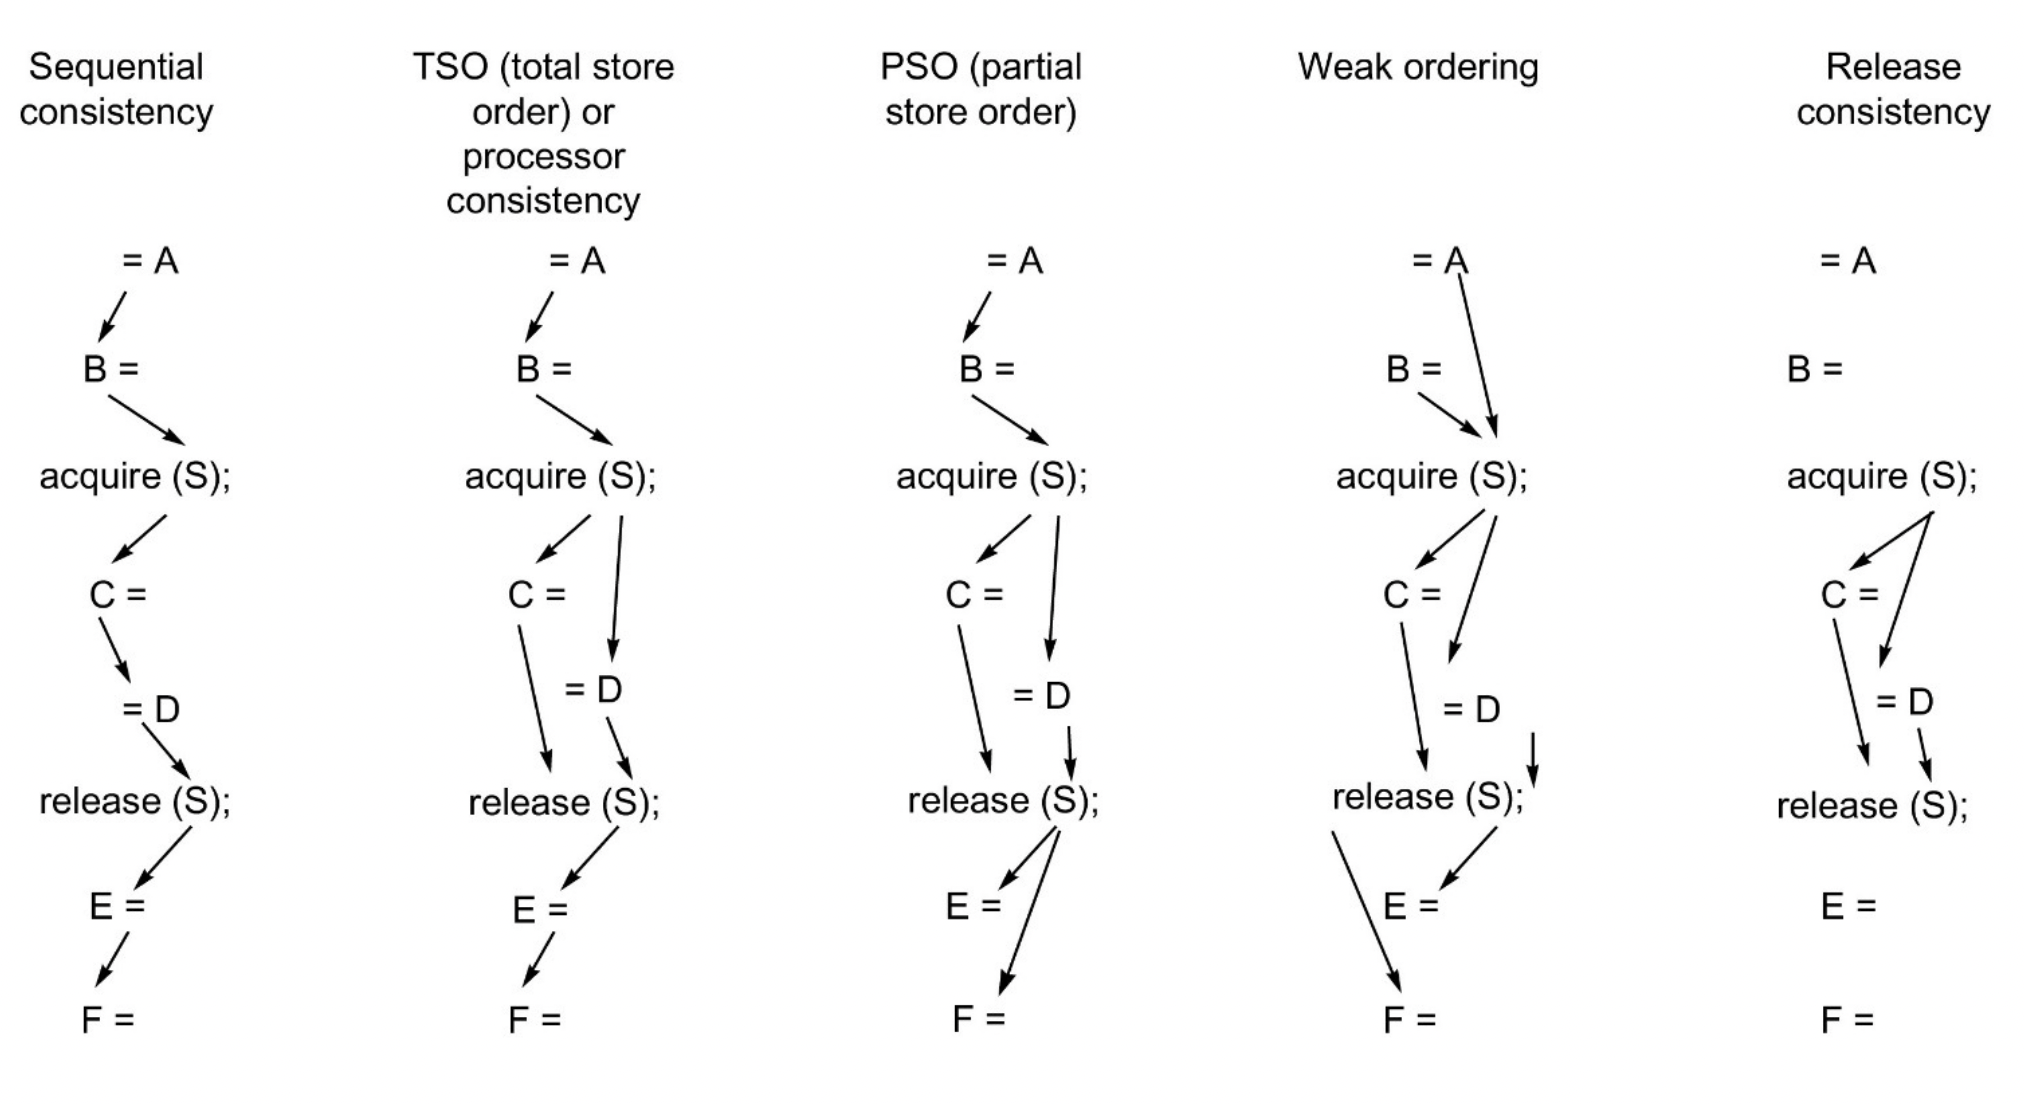 Sequential
consistency
= A
B =
acquire (S);
C =
= D
release (S);
E =
F =
TSO (total store
order) or
processor
consistency
= A
B =
acquire (S);
C =
= D
release (S);
E =
F =
PSO (partial
store order)
= A
B =
acquire (S);
C =
= D
release (S);
E =
F =
Weak ordering
= A
B =
acquire (S);
C =
= D
release (S);
E =
F =
Release
consistency
= A
B =
acquire (S);
C =
= D
release (S);
E =
F =